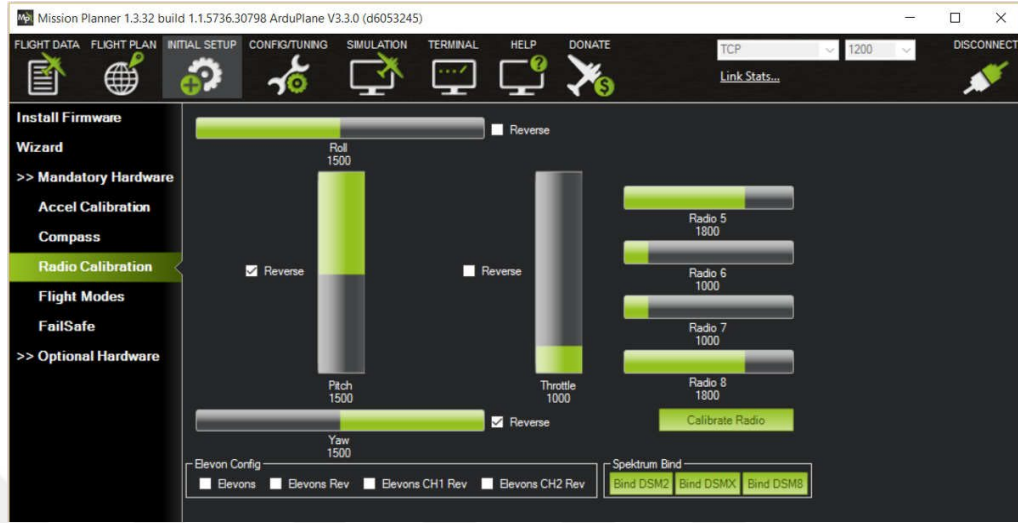 Mission Planner 1.3.32 build 1.1.5736.30798 ArduPlane V3.3.0 (d6053245)
FLIGHT DATA FLIGHT PLAN INITIAL SETUP CONFIG/TUNING SIMULATION TERMINAL HELP DONATE TCP 1200 DISCONNECT
Link Stats...
Install Firmware
Wizard
>> Mandatory Hardware
Accel Calibration
Compass
Radio Calibration
Flight Modes
FailSafe
>> Optional Hardware
Reverse
Roll
1500
Reverse
Pitch
1500
Reverse
Throttle
1000
Radio 5
1800
Radio 6
1000
Radio 7
1000
Radio 8
1800
Calibrate Radio
Reverse
Yaw
1500
Elevon Config
Elevons Elevons Rev Elevons CH1 Rev Elevons CH2 Rev
Spektrum Bind
Bind DSM2 Bind DSMX Bind DSM8